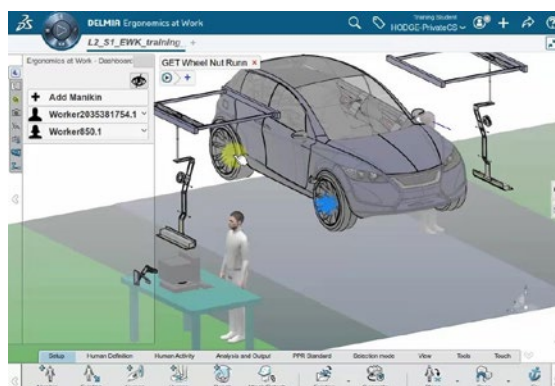 DELMIA Ergonomics at Work
Training Student
HODGE-PrivateCS
L2_S1_EWK_training
Ergonomics at Work - Dashboard
GET Wheel Nut Runn
Add Manikin
Worker2035381754.1
Worker850.1
Setup Human Definition Human Activity Analysis and Output PPR Standard Selection mode View Tools Touch